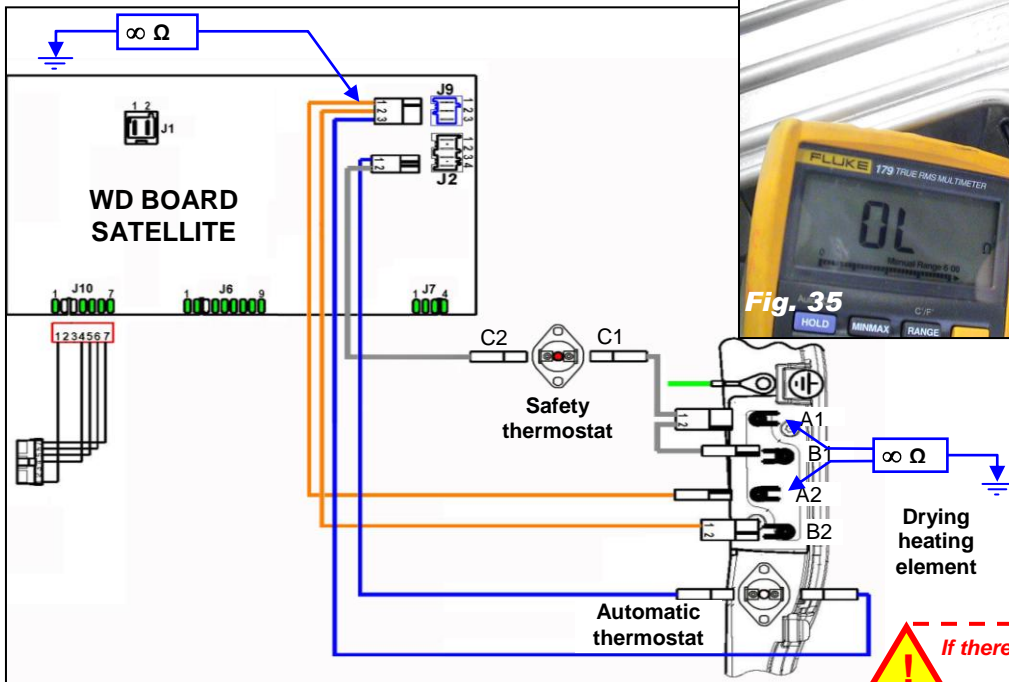 ∞ Ω
J9
1
2
3
1 2
J1
1
2
3
1
2
1
2
3
4
J2
WD BOARD
SATELLITE
FLUKE 179 TRUE RMS MULTIMETER
OL
Ω
0
Manual Range 6 00
Fig. 35
C°/F°
HOLD
MINMAX
RANGE
1 J10 7
1 J6 9
1 J7 4
1 2 3 4 5 6 7
C2
C1
Safety
thermostat
1
2
A1
B1
∞ Ω
A2
1
2
B2
Drying
heating
element
Automatic
thermostat
!
If there